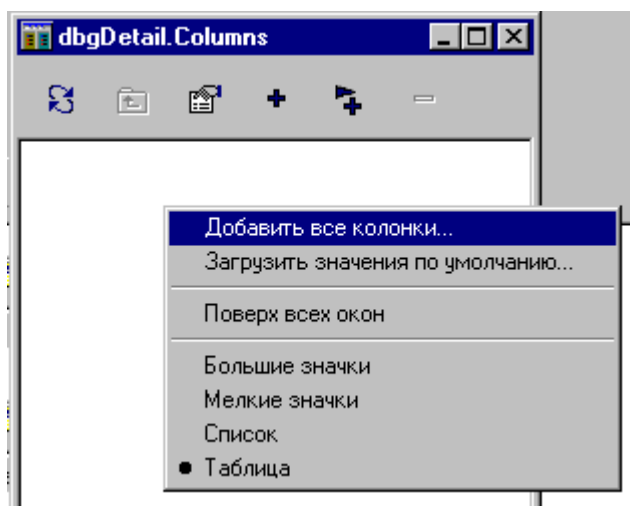 dbgDetail.Columns
Добавить все колонки...
Загрузить значения по умолчанию...
Поверх всех окон
Большие значки
Мелкие значки
Список
Таблица